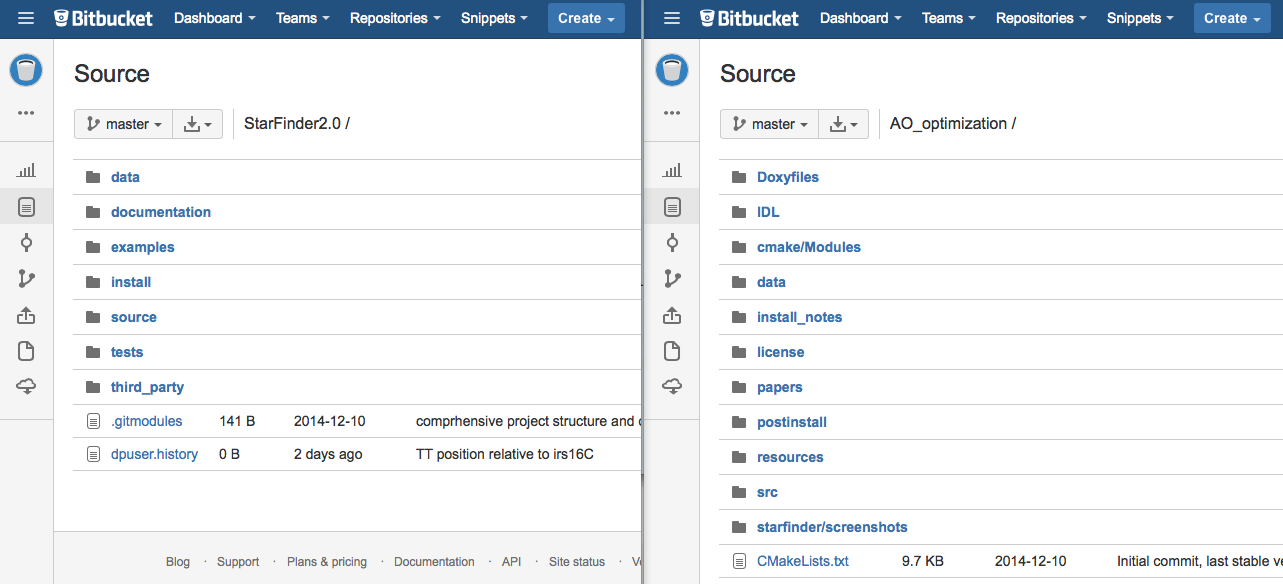 Bitbucket Dashboard Teams Repositories Snippets Create
Source
master StarFinder2.0 /
data
documentation
examples
install
source
tests
third_party
.gitmodules 141 B 2014-12-10 comprhensive project structure and
dpuser.history 0 B 2 days ago TT position relative to irs16C
Blog · Support · Plans & pricing · Documentation · API · Site status ·
Bitbucket Dashboard Teams Repositories Snippets Create
Source
master AO_optimization /
Doxyfiles
IDL
cmake/Modules
data
install_notes
license
papers
postinstall
resources
src
starfinder/screenshots
CMakeLists.txt 9.7 KB 2014-12-10 Initial commit, last stable